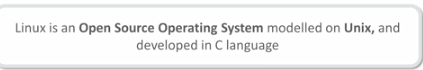 Linux is an Open Source Operating System modelled on Unix, and
developed in C language